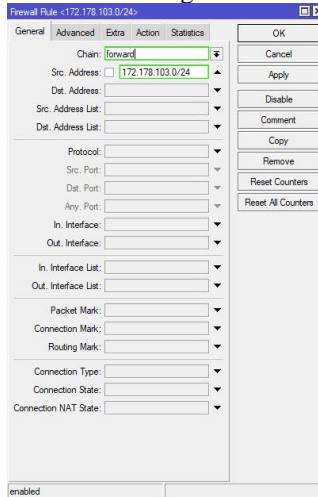 Firewall Rule <172.178.103.0/24>
General Advanced Extra Action Statistics
Chain: forward
Src. Address: 172.178.103.0/24
Dst. Address:
Src. Address List:
Dst. Address List:
Protocol:
Src. Port:
Dst. Port:
Any. Port:
In. Interface:
Out. Interface:
In. Interface List:
Out. Interface List:
Packet Mark:
Connection Mark:
Routing Mark:
Connection Type:
Connection State:
Connection NAT State:
OK
Cancel
Apply
Disable
Comment
Copy
Remove
Reset Counters
Reset All Counters
enabled